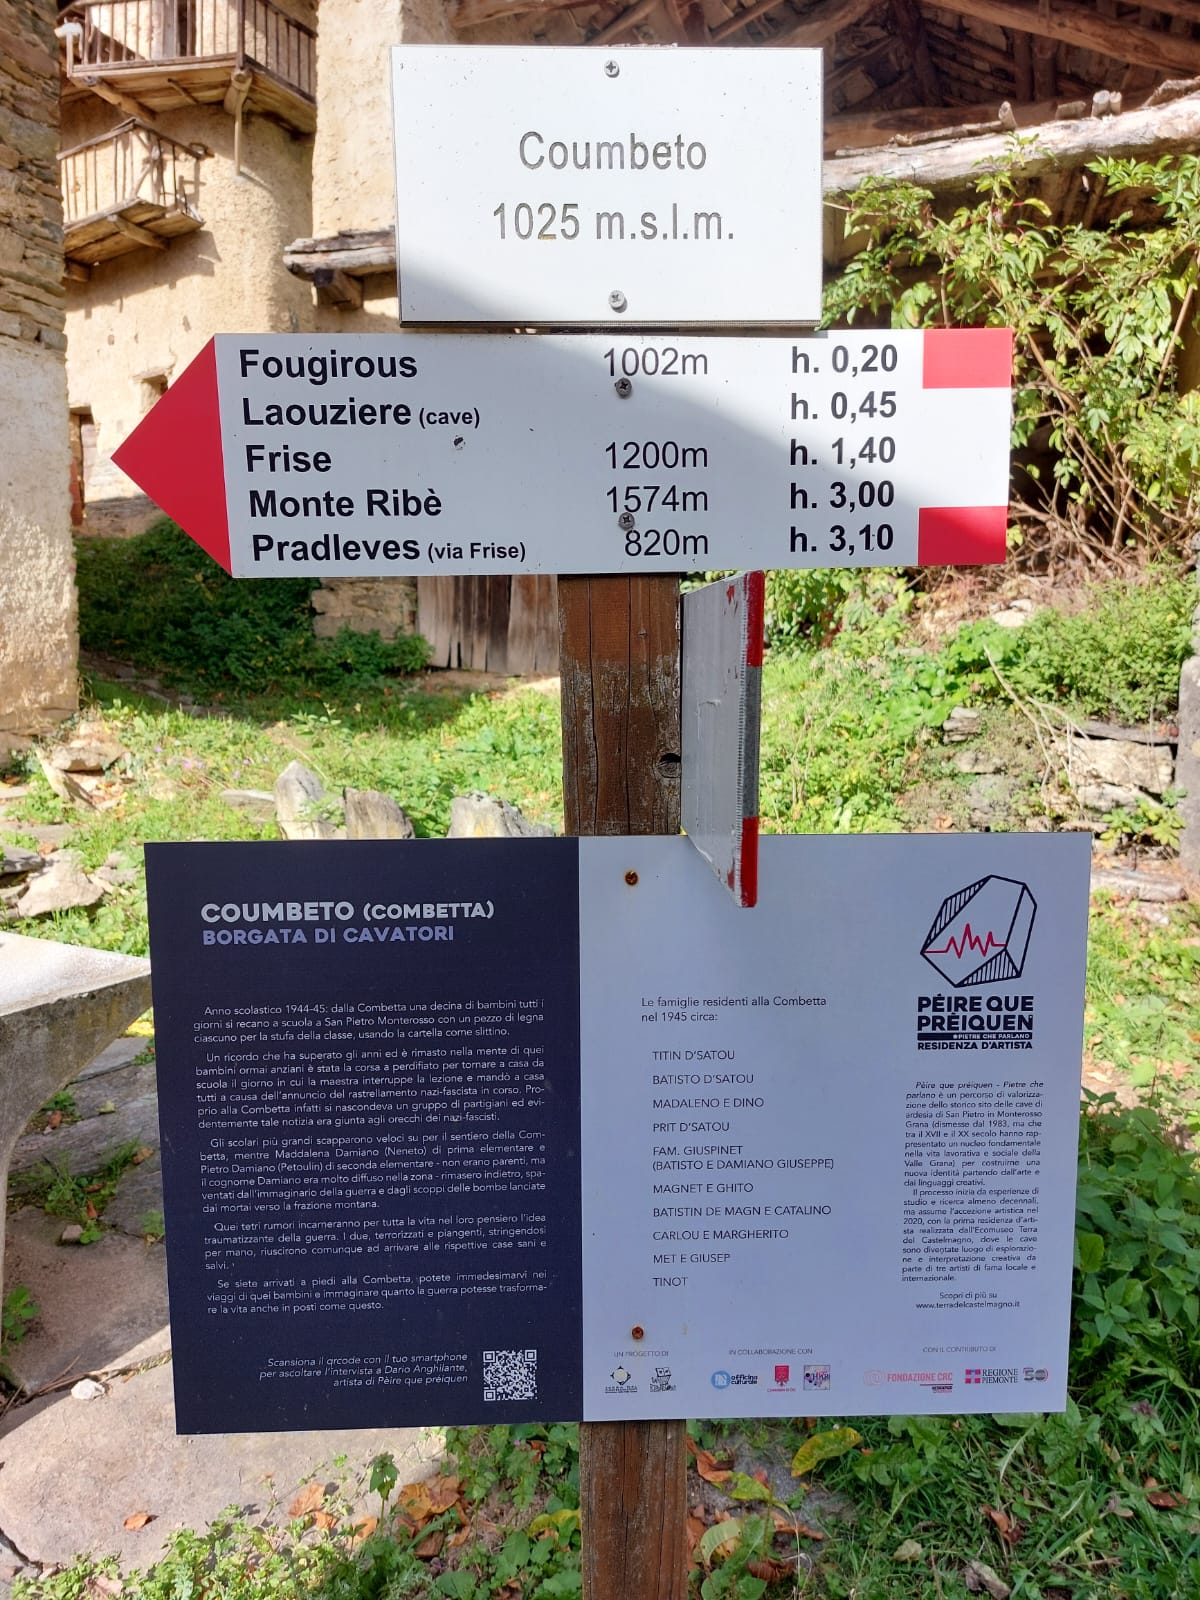 Coumbeto
1025 m.s.l.m.
Fougirous 1002m h. 0,20
Laouziere (cave) h. 0,45
Frise 1200m h. 1,40
Monte Ribè 1574m h. 3,00
Pradleves (via Frise) 820m h. 3,10
COUMBETO (COMBETTA)
BORGATA DI CAVATORI
Anno scolastico 1944-45: dalla Combetta una decina di bambini tutti i
giorni si recano a scuola a San Pietro Monterosso con un pezzo di legna
ciascuno per la stufa della classe, usando la cartella come slittino.
Un ricordo che ha superato gli anni ed è rimasto nella mente di quei
bambini ormai anziani è stata la corsa a perdifiato per tornare a casa da
scuola il giorno in cui la maestra interruppe la lezione e mandò a casa
tutti a causa dell'annuncio del rastrellamento nazi-fascista in corso. Pro-
prio alla Combetta infatti si nascondeva un gruppo di partigiani ed evi-
dentemente tale notizia era giunta agli orecchi dei nazi-fascisti.
Gli scolari più grandi scapparono veloci su per il sentiero della Com-
betta, mentre Maddalena Damiano (Neneto) di prima elementare e
Pietro Damiano (Petoulin) di seconda elementare - non erano parenti, ma
il cognome Damiano era molto diffuso nella zona - rimasero indietro, spa-
ventati dall'immaginario della guerra e dagli scoppi delle bombe lanciate
dai mortai verso la frazione montana.
Quei tetri rumori incarneranno per tutta la vita nel loro pensiero l'idea
traumatizzante della guerra. I due, terrorizzati e piangenti, stringendosi
per mano, riuscirono comunque ad arrivare alle rispettive case sani e
salvi.
Se siete arrivati a piedi alla Combetta, potete immedesimarvi nei
viaggi di quei bambini e immaginare quanto la guerra potesse trasforma-
re la vita anche in posti come questo.
Scansiona il qrcode con il tuo smartphone
per ascoltare l'intervista a Dario Anghilante,
artista di Pèire que préiquen
Le famiglie residenti alla Combetta
nel 1945 circa:
TITIN D'SATOU
BATISTO D'SATOU
MADALENO E DINO
PRIT D'SATOU
FAM. GIUSPINET
(BATISTO E DAMIANO GIUSEPPE)
MAGNET E GHITO
BATISTIN DE MAGN E CATALINO
CARLOU E MARGHERITO
MET E GIUSEP
TINOT
PÈIRE QUE
PRÈIQUEN
PIETRE CHE PARLANO
RESIDENZA D'ARTISTA
Pèire que préiquen - Pietre che
parlano è un percorso di valorizza-
zione dello storico sito delle cave di
ardesia di San Pietro in Monterosso
Grana (dismesse dal 1983, ma che
tra il XVII e il XX secolo hanno rap-
presentato un nucleo fondamentale
nella vita lavorativa e sociale della
Valle Grana) per costruirne una
nuova identità partendo dall'arte e
dai linguaggi creativi.
Il processo inizia da esperienze di
studio e ricerca almeno decennali,
ma assume l'accezione artistica nel
2020, con la prima residenza d'arti-
sta realizzata dall'Ecomuseo Terra
del Castelmagno, dove le cave
sono diventate luogo di esplorazio-
ne e interpretazione creativa da
parte di tre artisti di fama locale e
internazionale.
Scopri di più su
www.terradelcastelmagno.it
UN PROGETTO DI
IN COLLABORAZIONE CON
officina
culturale
CON IL CONTRIBUTO DI
FONDAZIONE CRC
REGIONE
PIEMONTE